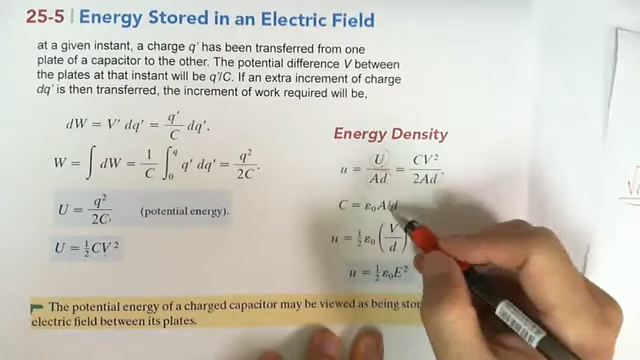 25-5 | Energy Stored in an Electric Field
at a given instant, a charge q′ has been transferred from one
plate of a capacitor to the other. The potential difference V between
the plates at that instant will be q′/C. If an extra increment of charge
dq′ is then transferred, the increment of work required will be,
dW = V′ dq′ = q′/C dq′.
W = ∫ dW = 1/C ∫₀^q q′ dq′ = q²/2C.
U = q²/2C, (potential energy).
U = ½CV²
Energy Density
u = U/Ad = CV²/2Ad.
C = ε₀A/d
u = ½ε₀(V/d)
u = ½ε₀E²
The potential energy of a charged capacitor may be viewed as being
electric field between its plates.